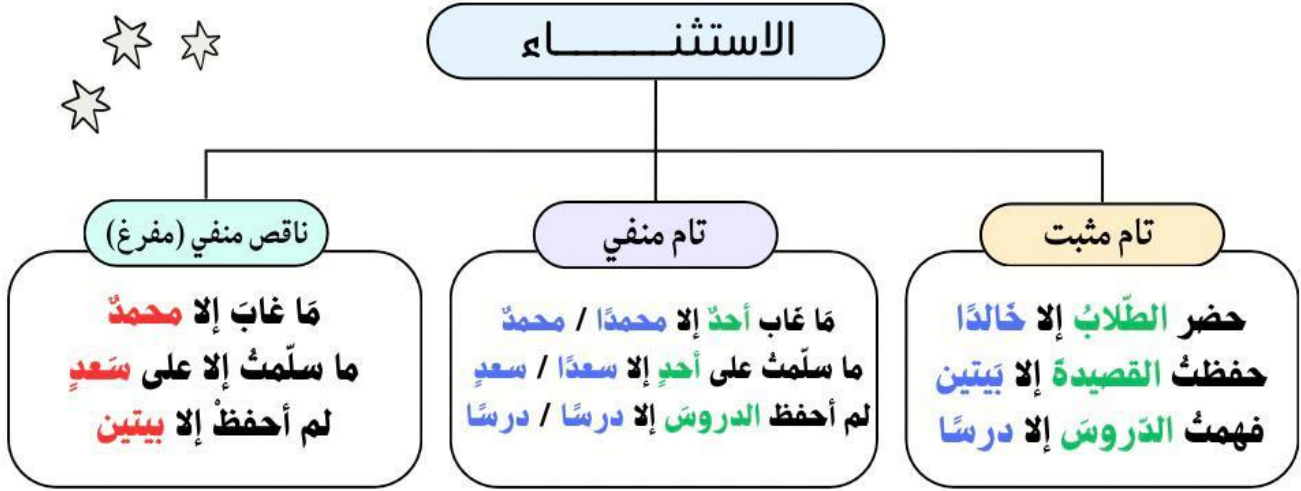 الاستثنــــــــاء
تام مثبت
حضر الطّلابُ إلا خَالدًا
حفظتُ القصيدةَ إلا بَيتين
فهمتُ الدّروسَ إلا درسًا
تام منفي
مَا غَاب أحدٌ إلا محمدًا / محمدٌ
ما سلّمتُ على أحدٍ إلا سعدًا / سعدٍ
لم أحفظ الدروسَ إلا درسًا / درسًا
ناقص منفي (مفرغ)
مَا غابَ إلا محمدٌ
ما سلّمتُ إلا على سَعدٍ
لم أحفظْ إلا بيتين